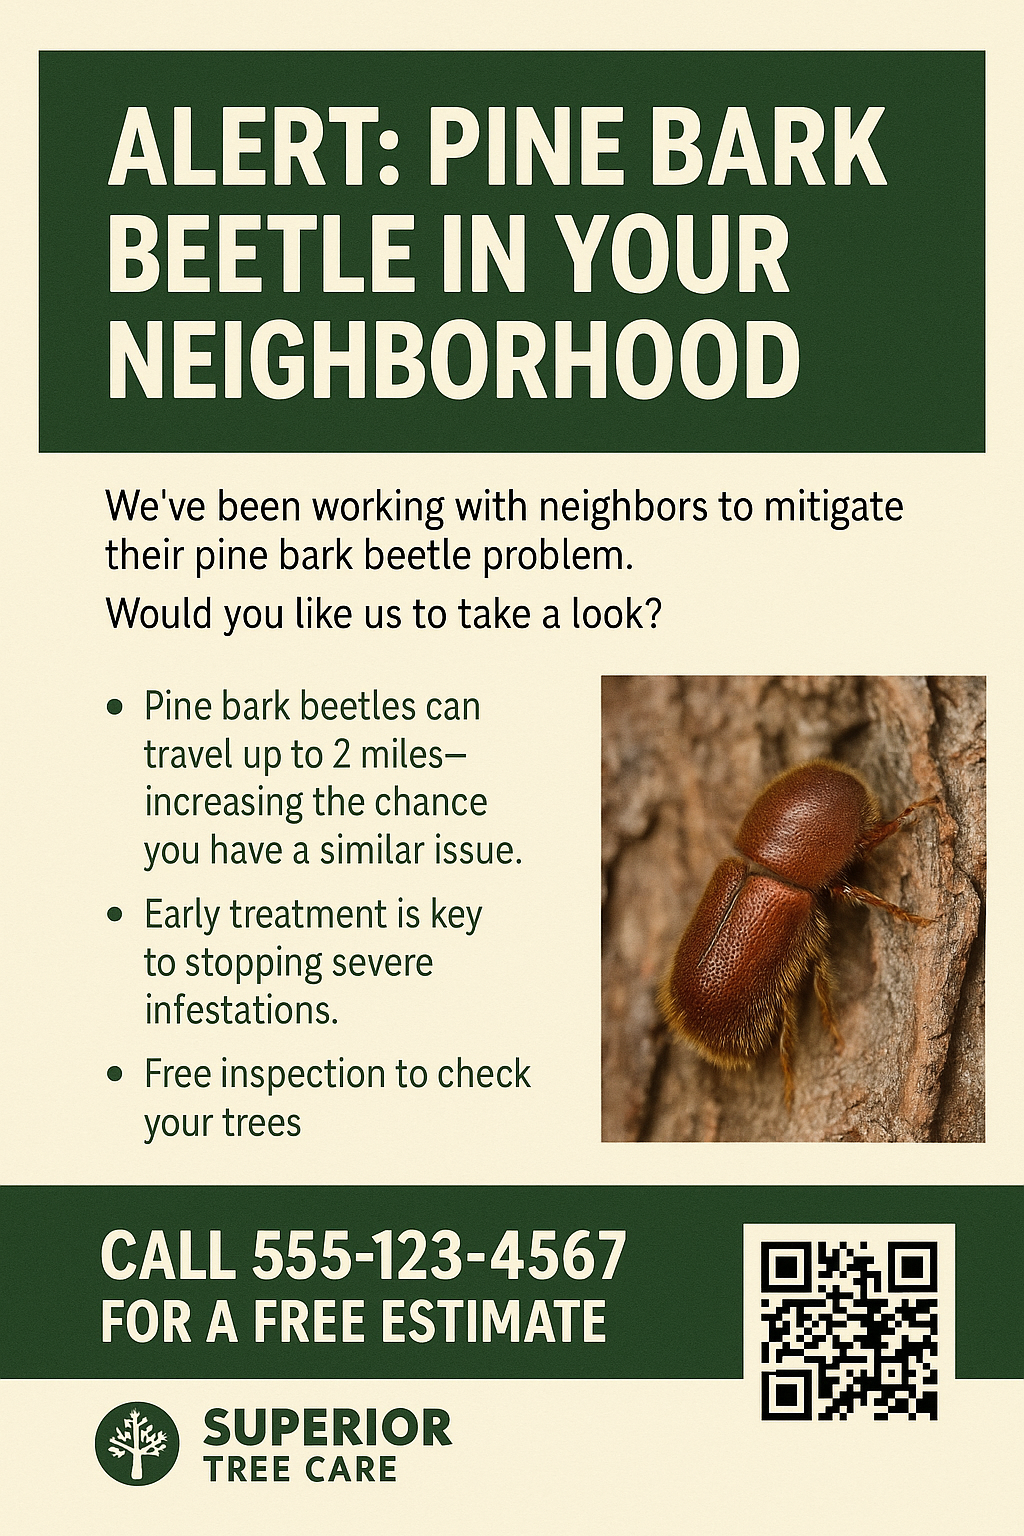 ALERT: PINE BARK
BEETLE IN YOUR
NEIGHBORHOOD
We've been working with neighbors to mitigate
their pine bark beetle problem.
Would you like us to take a look?
• Pine bark beetles can
travel up to 2 miles—
increasing the chance
you have a similar issue.
• Early treatment is key
to stopping severe
infestations.
• Free inspection to check
your trees
CALL 555-123-4567
FOR A FREE ESTIMATE
SUPERIOR
TREE CARE